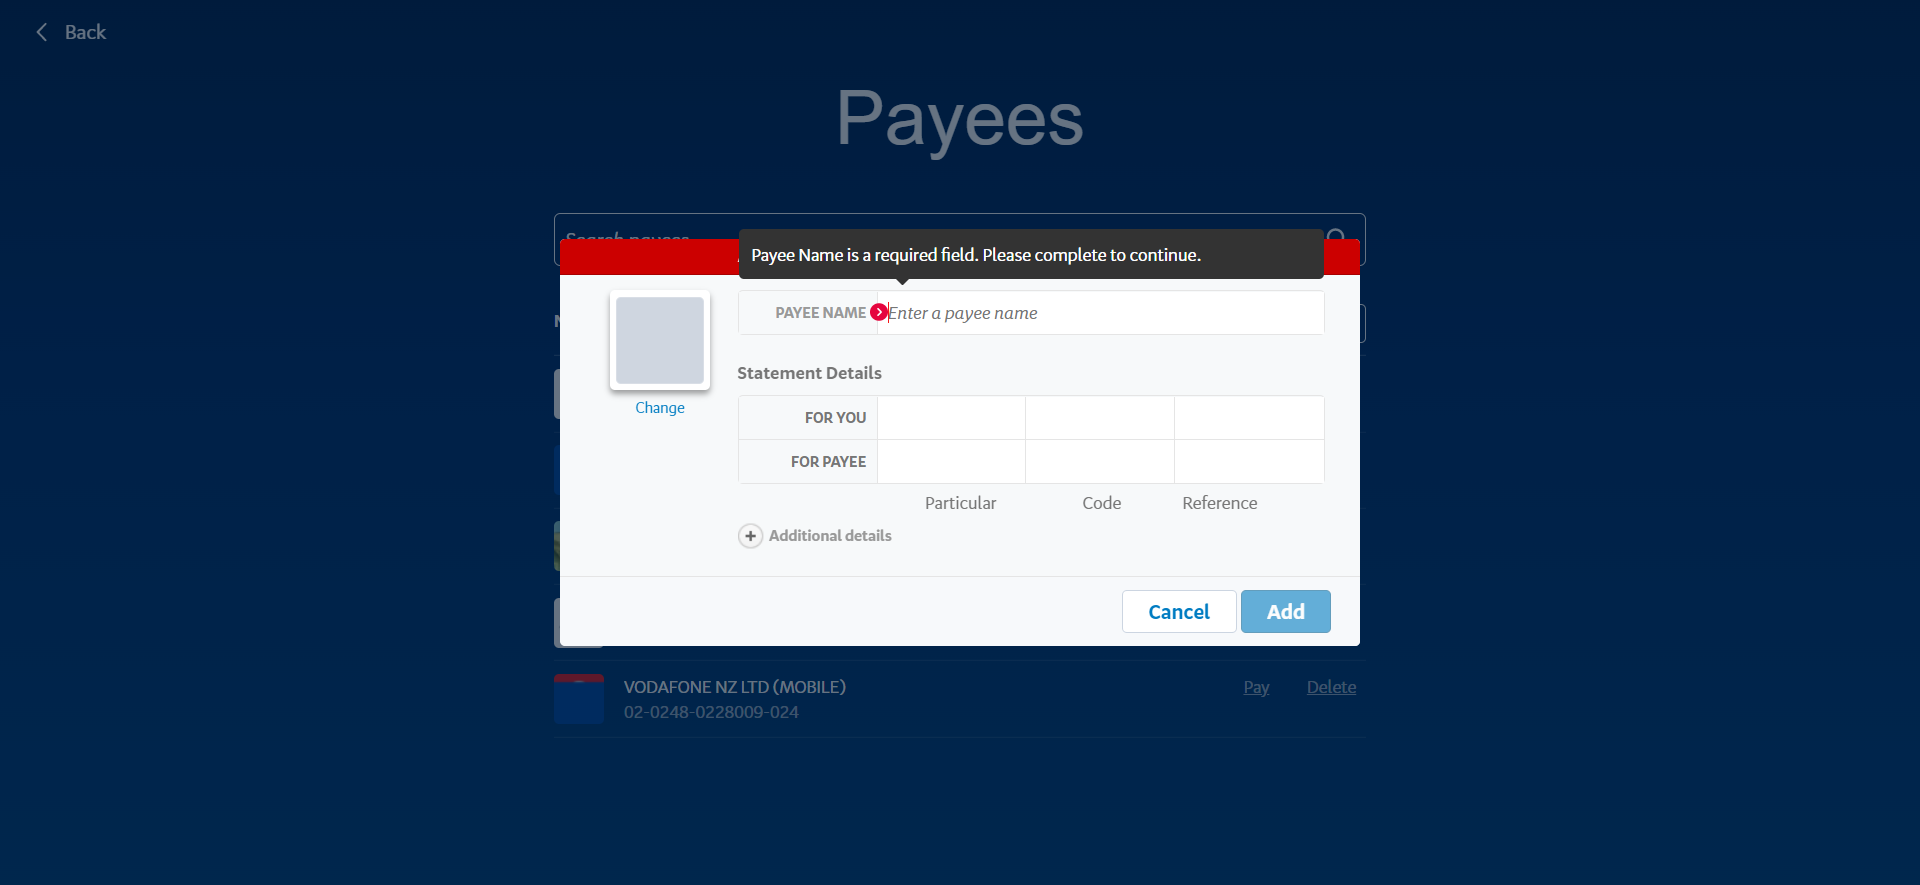 Back
Payees
Payee Name is a required field. Please complete to continue.
PAYEE NAME Enter a payee name
Change
Statement Details
FOR YOU
FOR PAYEE
Particular Code Reference
Additional details
Cancel Add
VODAFONE NZ LTD (MOBILE) Pay Delete
02-0248-0228009-024